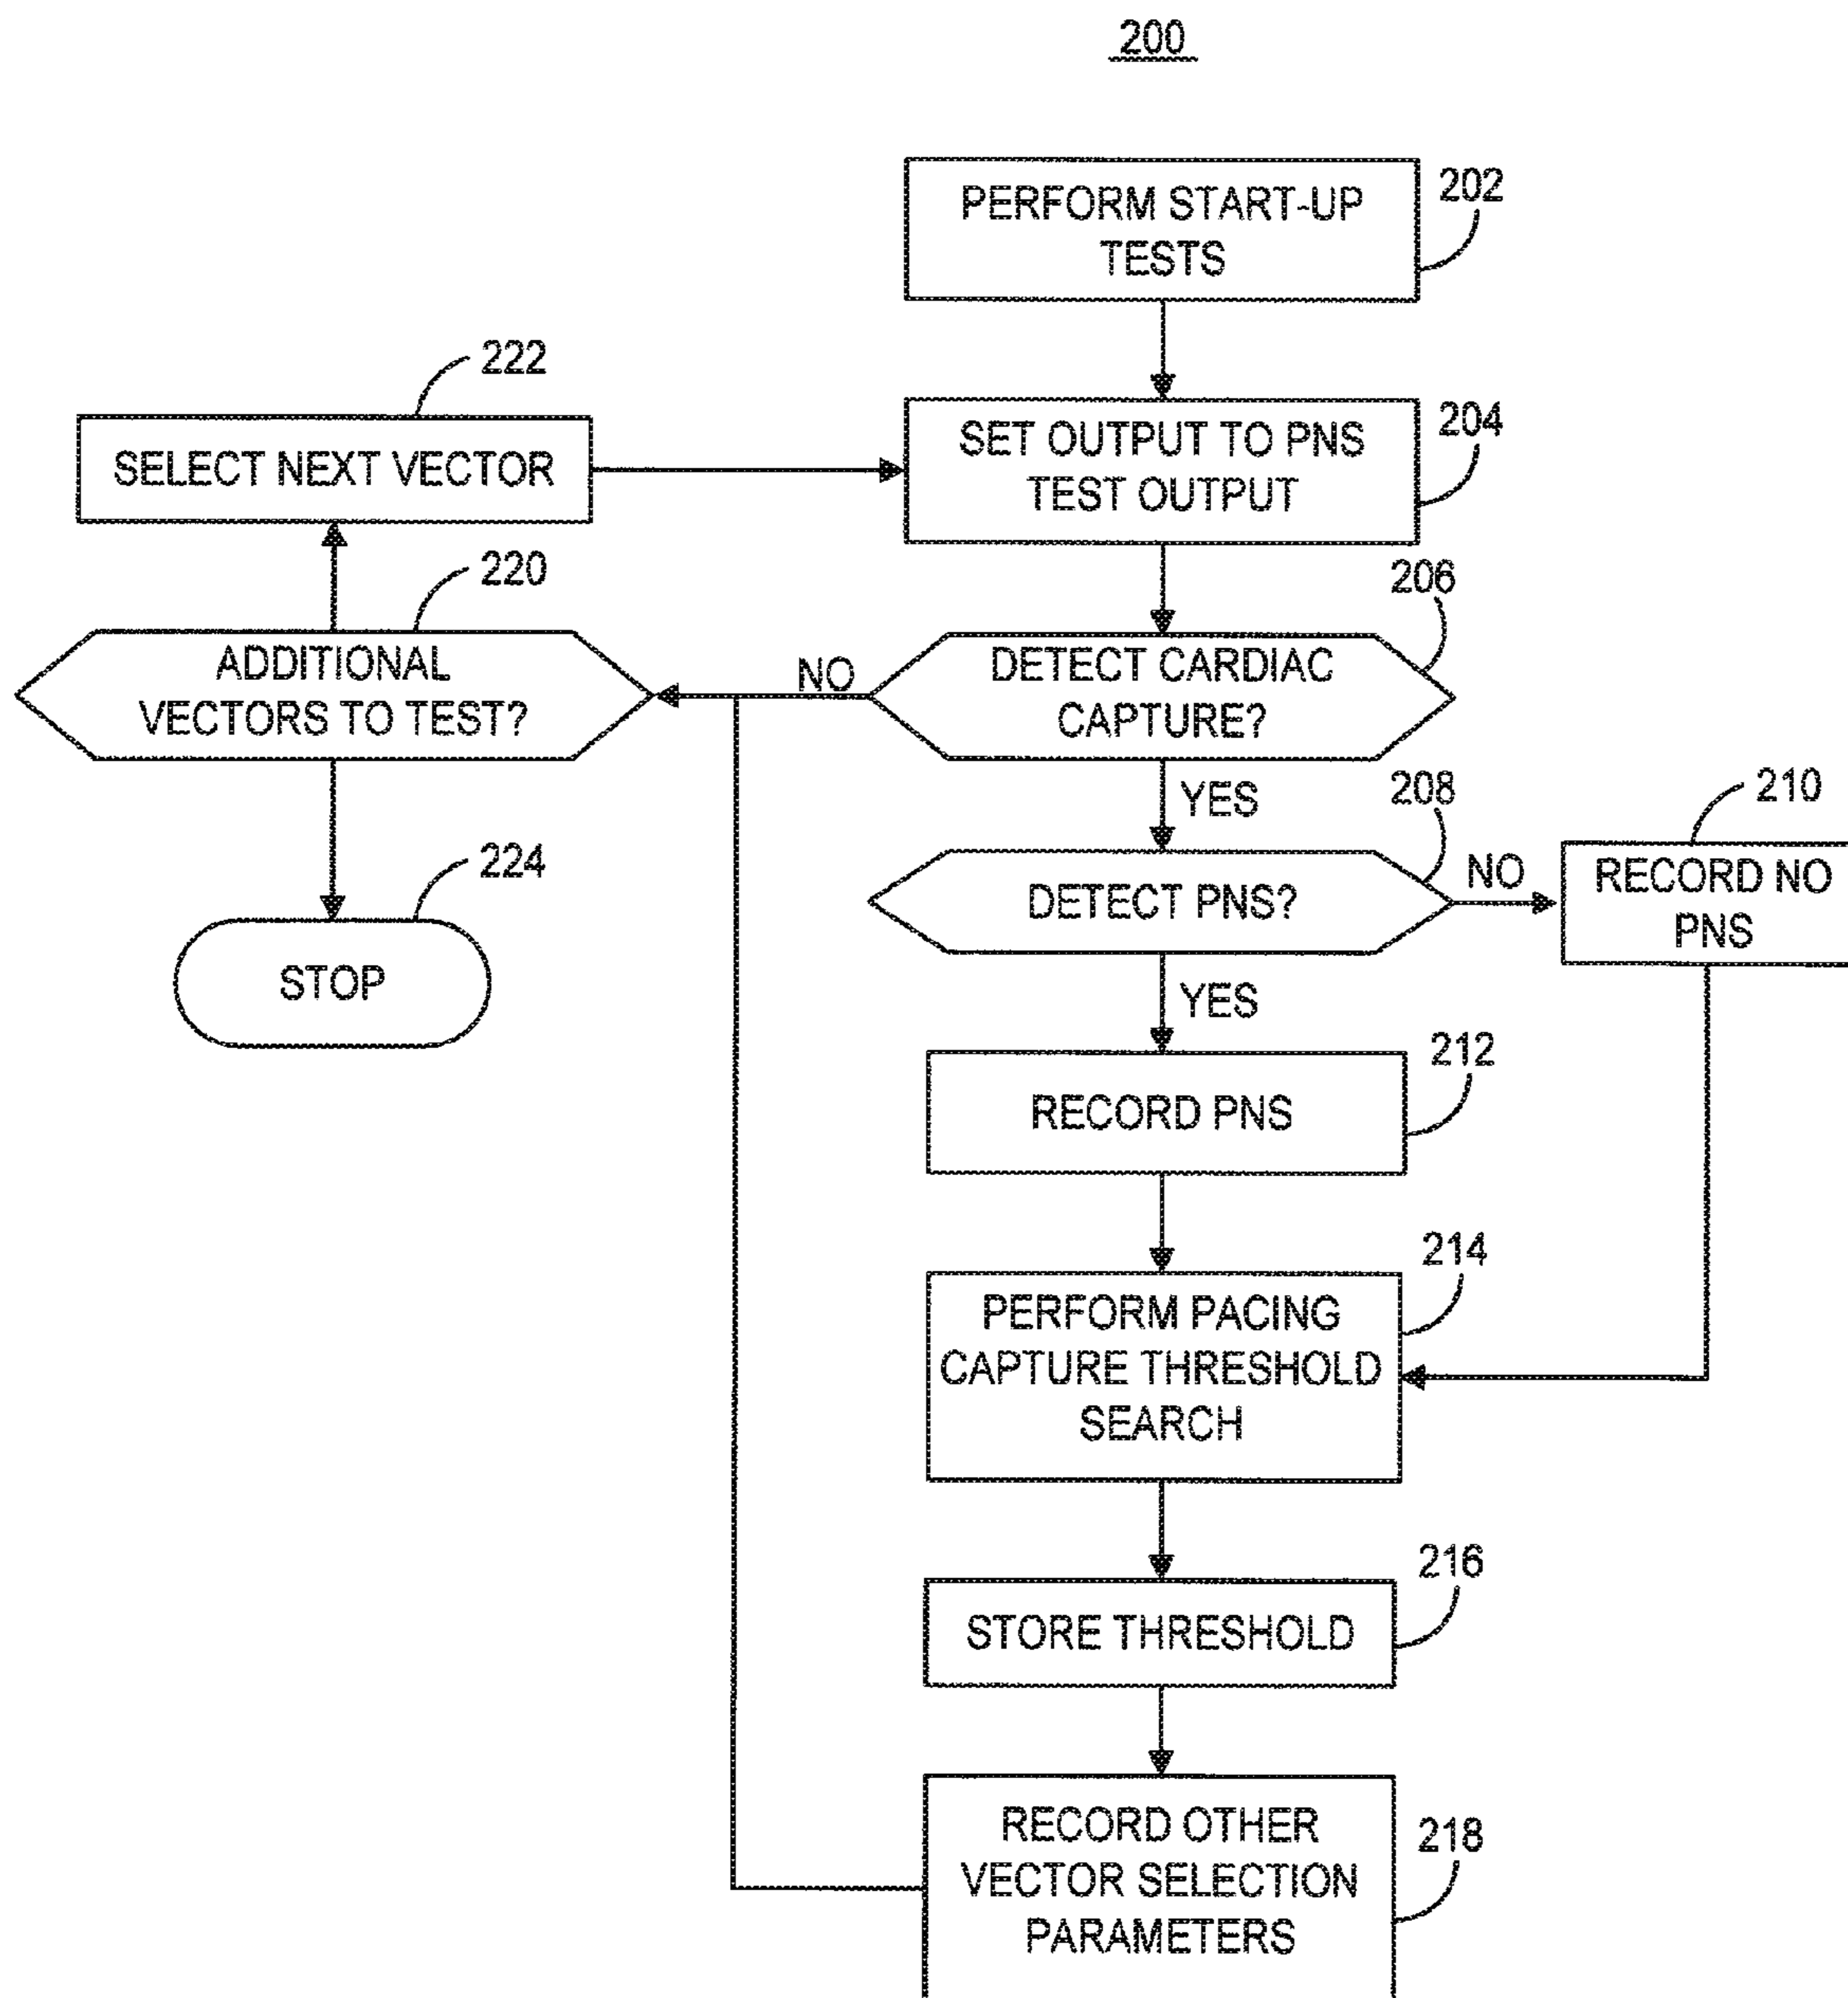 200
PERFORM START-UP
TESTS
202
222
SELECT NEXT VECTOR
SET OUTPUT TO PNS
TEST OUTPUT
204
220
ADDITIONAL
VECTORS TO TEST?
NO
DETECT CARDIAC
CAPTURE?
206
YES
224
STOP
DETECT PNS?
208
NO
210
RECORD NO
PNS
YES
RECORD PNS
212
PERFORM PACING
CAPTURE THRESHOLD
SEARCH
214
STORE THRESHOLD
216
RECORD OTHER
VECTOR SELECTION
PARAMETERS
218